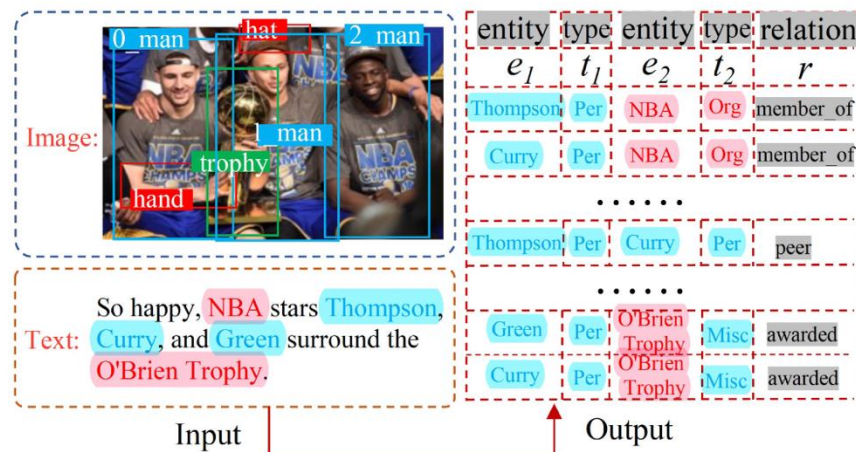 0_man
hat
2_man
NBA
1_man
NBA
CHAMPS
trophy
NBA
CHAMPS
hand
Image:
So happy, NBA stars Thompson,
Text: Curry, and Green surround the
O'Brien Trophy.
Input
entity type entity type relation
e1 t1 e2 t2 r
Thompson Per NBA Org member_of
Curry Per NBA Org member_of
......
Thompson Per Curry Per peer
......
Green Per O'Brien Trophy Misc awarded
Curry Per O'Brien Trophy Misc awarded
Output